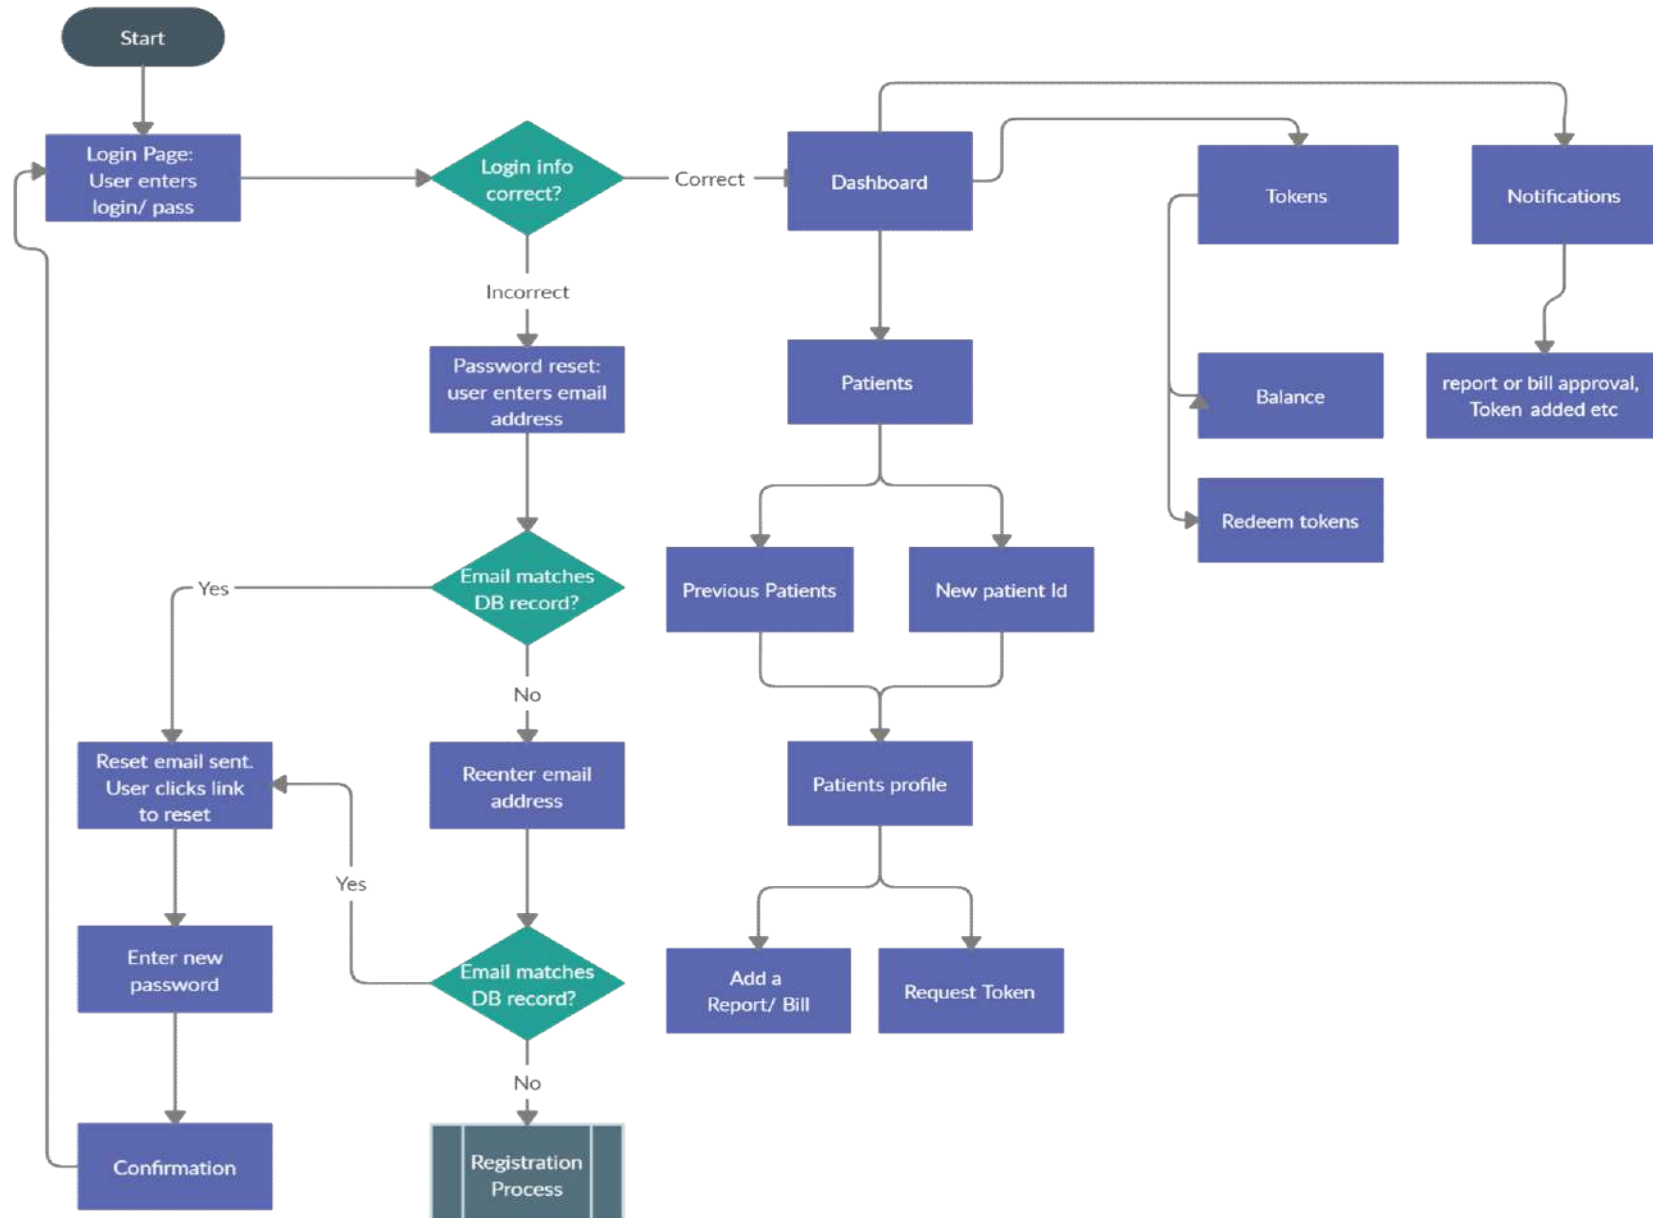 Start
Login Page:
User enters
login/ pass
Login info
correct?
Correct
Dashboard
Tokens
Notifications
Incorrect
Password reset:
user enters email
address
Patients
Balance
report or bill approval,
Token added etc
Redeem tokens
Email matches
DB record?
Yes
No
Previous Patients
New patient Id
Reset email sent.
User clicks link
to reset
Reenter email
address
Patients profile
Yes
Enter new
password
Email matches
DB record?
Add a
Report/ Bill
Request Token
No
Confirmation
Registration
Process